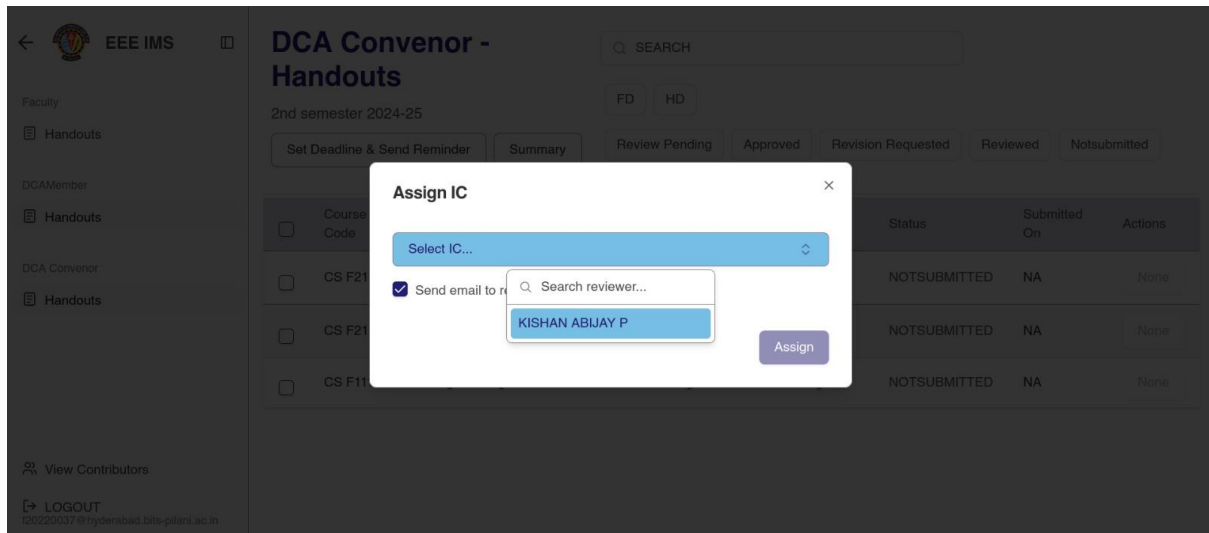 EEE IMS
Faculty
Handouts
DCAMember
Handouts
DCA Convenor
Handouts
View Contributors
LOGOUT
f20220037@hyderabad.bits-pilani.ac.in
DCA Convenor -
Handouts
2nd semester 2024-25
SEARCH
FD HD
Set Deadline & Send Reminder Summary
Review Pending Approved Revision Requested Reviewed Notsubmitted
Course
Code
Status
Submitted
On
Actions
CS F21
NOTSUBMITTED NA None
CS F21
NOTSUBMITTED NA None
CS F11
NOTSUBMITTED NA None
Assign IC
Select IC...
Send email to
Search reviewer...
KISHAN ABIJAY P
Assign